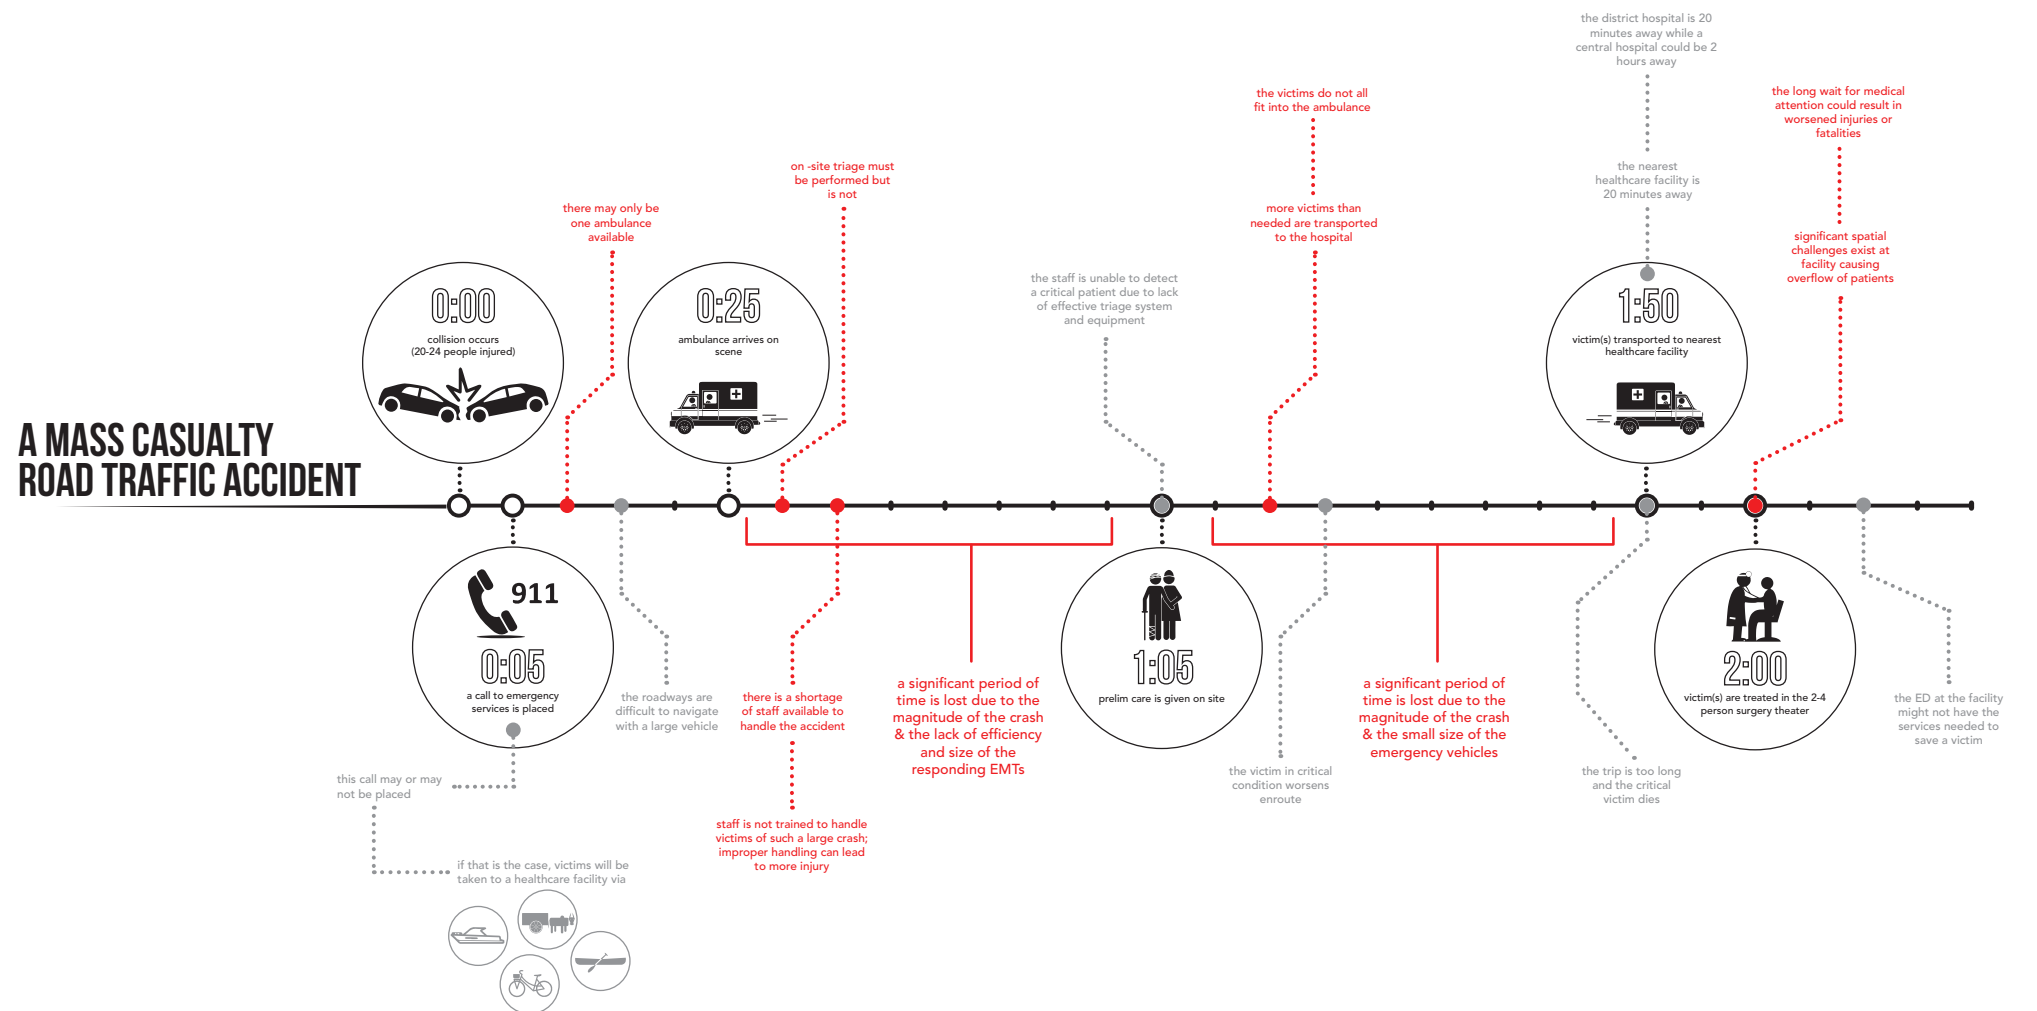 A MASS CASUALTY
ROAD TRAFFIC ACCIDENT
0:00
collision occurs
(20-24 people injured)
911
0:05
a call to emergency
services is placed
this call may or may
not be placed
if that is the case, victims will be
taken to a healthcare facility via
there may only be
one ambulance
available
the roadways are
difficult to navigate
with a large vehicle
0:25
ambulance arrives on
scene
on -site triage must
be performed but
is not
there is a shortage
of staff available to
handle the accident
staff is not trained to handle
victims of such a large crash;
improper handling can lead
to more injury
a significant period of
time is lost due to the
magnitude of the crash
& the lack of efficiency
and size of the
responding EMTs
the staff is unable to detect
a critical patient due to lack
of effective triage system
and equipment
1:05
prelim care is given on site
the victims do not all
fit into the ambulance
more victims than
needed are transported
to the hospital
the victim in critical
condition worsens
enroute
a significant period of
time is lost due to the
magnitude of the crash
& the small size of the
emergency vehicles
the district hospital is 20
minutes away while a
central hospital could be 2
hours away
the nearest
healthcare facility is
20 minutes away
1:50
victim(s) transported to nearest
healthcare facility
the trip is too long
and the critical
victim dies
the long wait for medical
attention could result in
worsened injuries or
fatalities
significant spatial
challenges exist at
facility causing
overflow of patients
2:00
victim(s) are treated in the 2-4
person surgery theater
the ED at the facility
might not have the
services needed to
save a victim